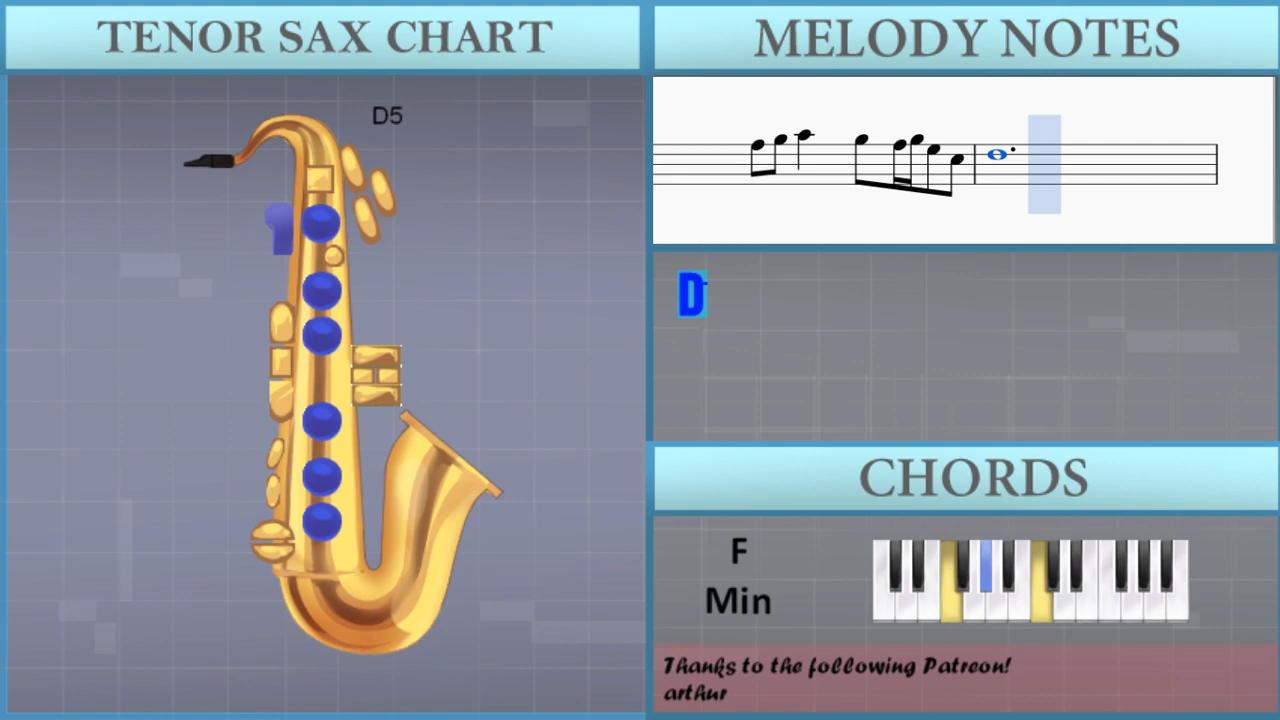 TENOR SAX CHART
MELODY NOTES
D5
D
CHORDS
F
Min
Thanks to the following Patreon!
arthur